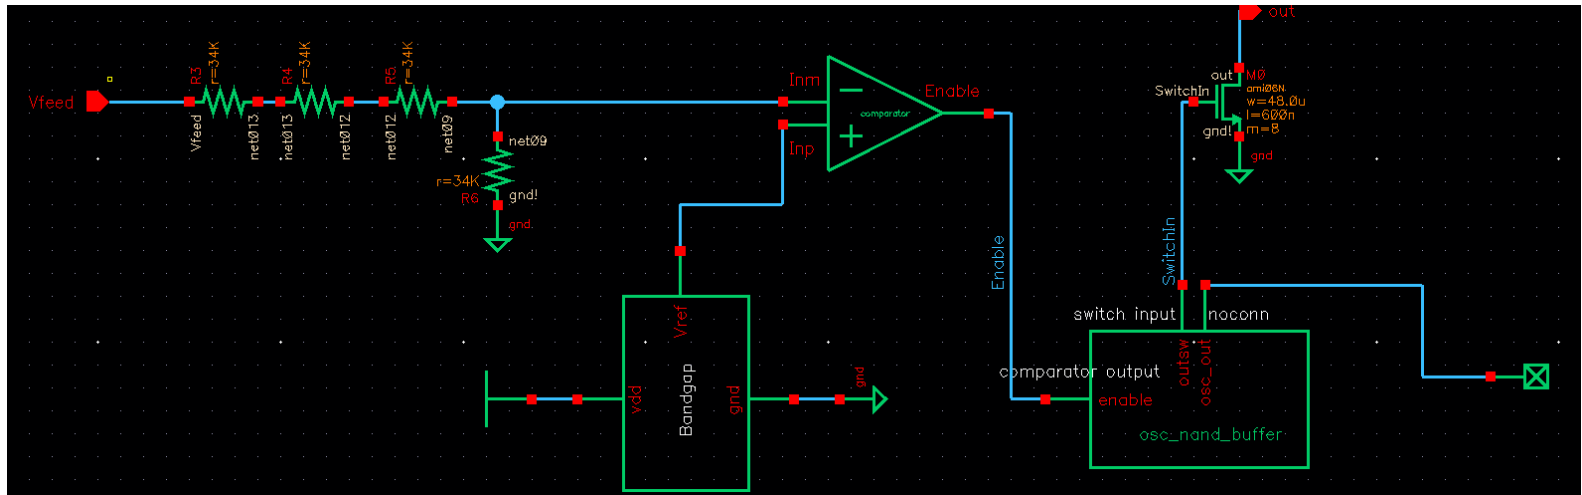 Vfeed
R3
r=34K
Vfeed
net013
R4
r=34K
net013
net012
R5
r=34K
net012
net09
net09
r=34K
R6
gnd!
gnd
Inm
Inp
comparator
Enable
Enable
Vref
vdd
Bandgap
gnd
gnd
out
out
M0
SwitchIn
ami06N
w=48.0u
l=600n
gnd!
m=8
gnd
SwitchIn
switch input
noconn
outsw
osc_out
comparator output
enable
osc_nand_buffer